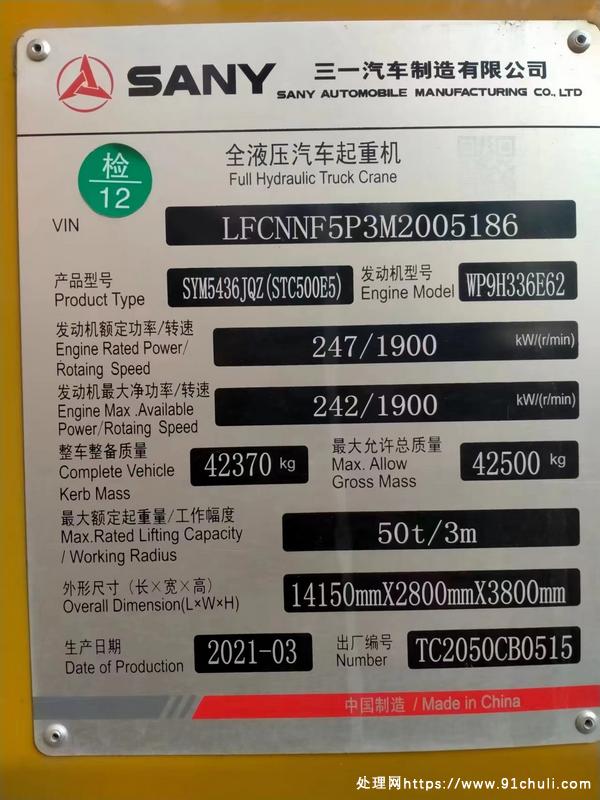 SANY
三一汽车制造有限公司
SANY AUTOMOBILE MANUFACTURING CO., LTD
检
12
全液压汽车起重机
Full Hydraulic Truck Crane
VIN LFCNNF5P3M2005186
产品型号
Product Type
SYM5436JQZ(STC500E5)
发动机型号
Engine Model
WP9H336E62
发动机额定功率/转速
Engine Rated Power/
Rotaing Speed
247/1900 kW/(r/min)
发动机最大净功率/转速
Engine Max .Available
Power/Rotaing Speed
242/1900 kW/(r/min)
整车整备质量
Complete Vehicle
Kerb Mass
42370 kg
最大允许总质量
Max. Allow
Gross Mass
42500 kg
最大额定起重量/工作幅度
Max.Rated Lifting Capacity
/ Working Radius
50t/3m
外形尺寸（长×宽×高）
Overall Dimension(L×W×H)
14150mmX2800mmX3800mm
生产日期
Date of Production
2021-03
出厂编号
Number
TC2050CB0515
中国制造 / Made in China
处理网https://www.91chuli.com